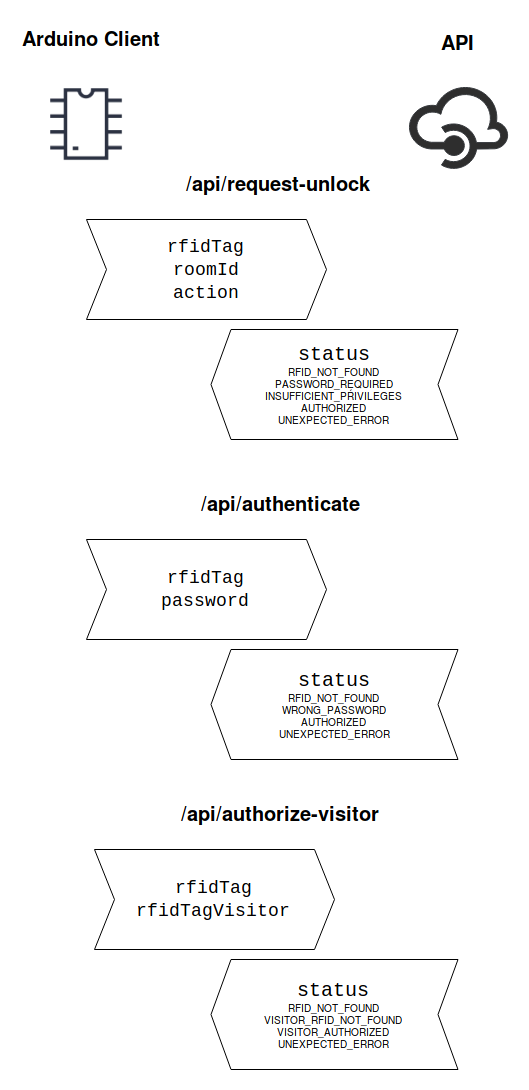 Arduino Client
API
/api/request-unlock
rfidTag
roomId
action
status
RFID_NOT_FOUND
PASSWORD_REQUIRED
INSUFFICIENT_PRIVILEGES
AUTHORIZED
UNEXPECTED_ERROR
/api/authenticate
rfidTag
password
status
RFID_NOT_FOUND
WRONG_PASSWORD
AUTHORIZED
UNEXPECTED_ERROR
/api/authorize-visitor
rfidTag
rfidTagVisitor
status
RFID_NOT_FOUND
VISITOR_RFID_NOT_FOUND
VISITOR_AUTHORIZED
UNEXPECTED_ERROR